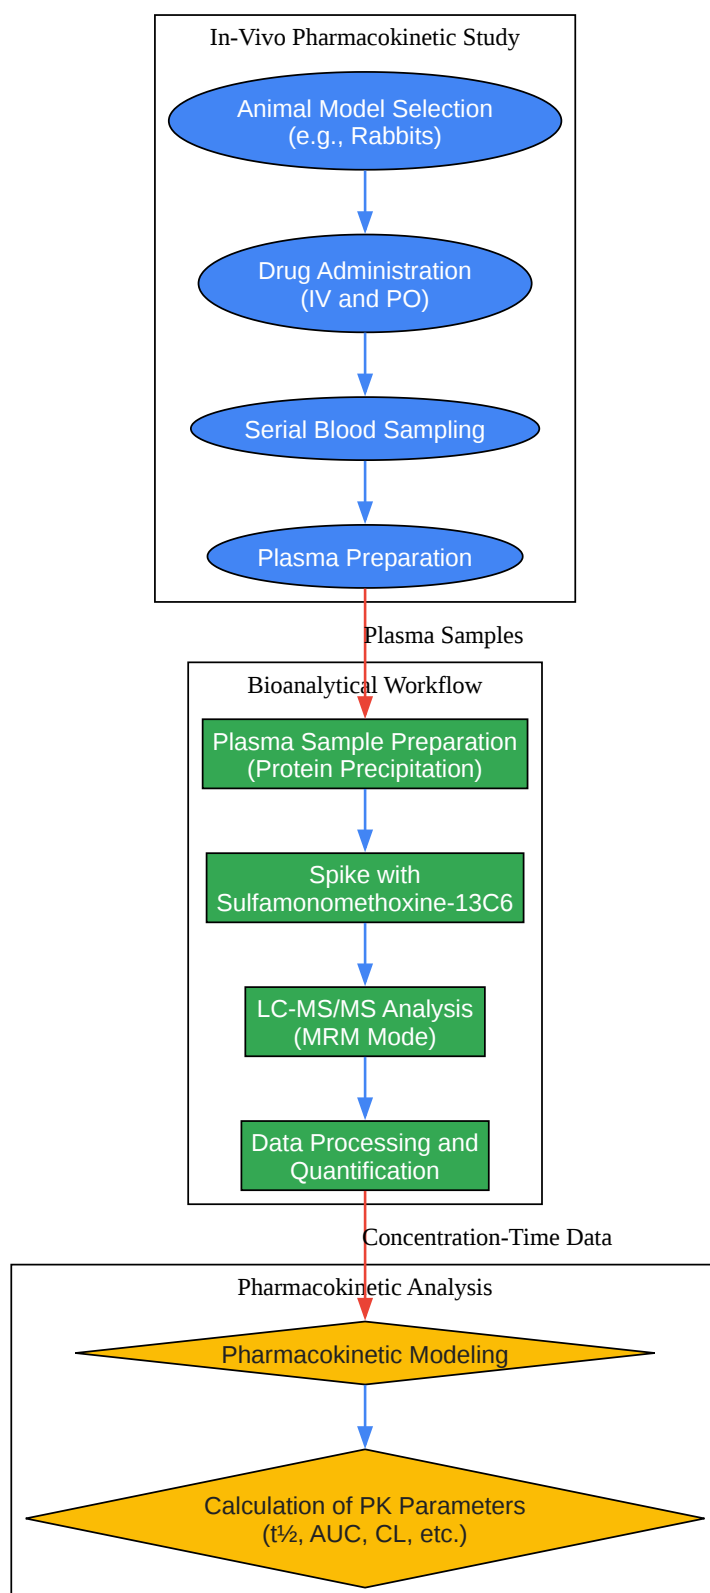 In-Vivo Pharmacokinetic Study
Animal Model Selection
(e.g., Rabbits)
Drug Administration
(IV and PO)
Serial Blood Sampling
Plasma Preparation
Plasma Samples
Bioanalytical Workflow
Plasma Sample Preparation
(Protein Precipitation)
Spike with
Sulfamonomethoxine-13C6
LC-MS/MS Analysis
(MRM Mode)
Data Processing and
Quantification
Concentration-Time Data
Pharmacokinetic Analysis
Pharmacokinetic Modeling
Calculation of PK Parameters
(t½, AUC, CL, etc.)